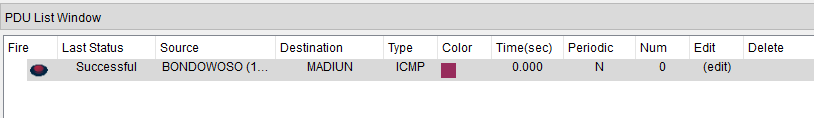 PDU List Window
Fire Last Status Source Destination Type Color Time(sec) Periodic Num Edit Delete
Successful BONDOWOSO (1... MADIUN ICMP 0.000 N 0 (edit)